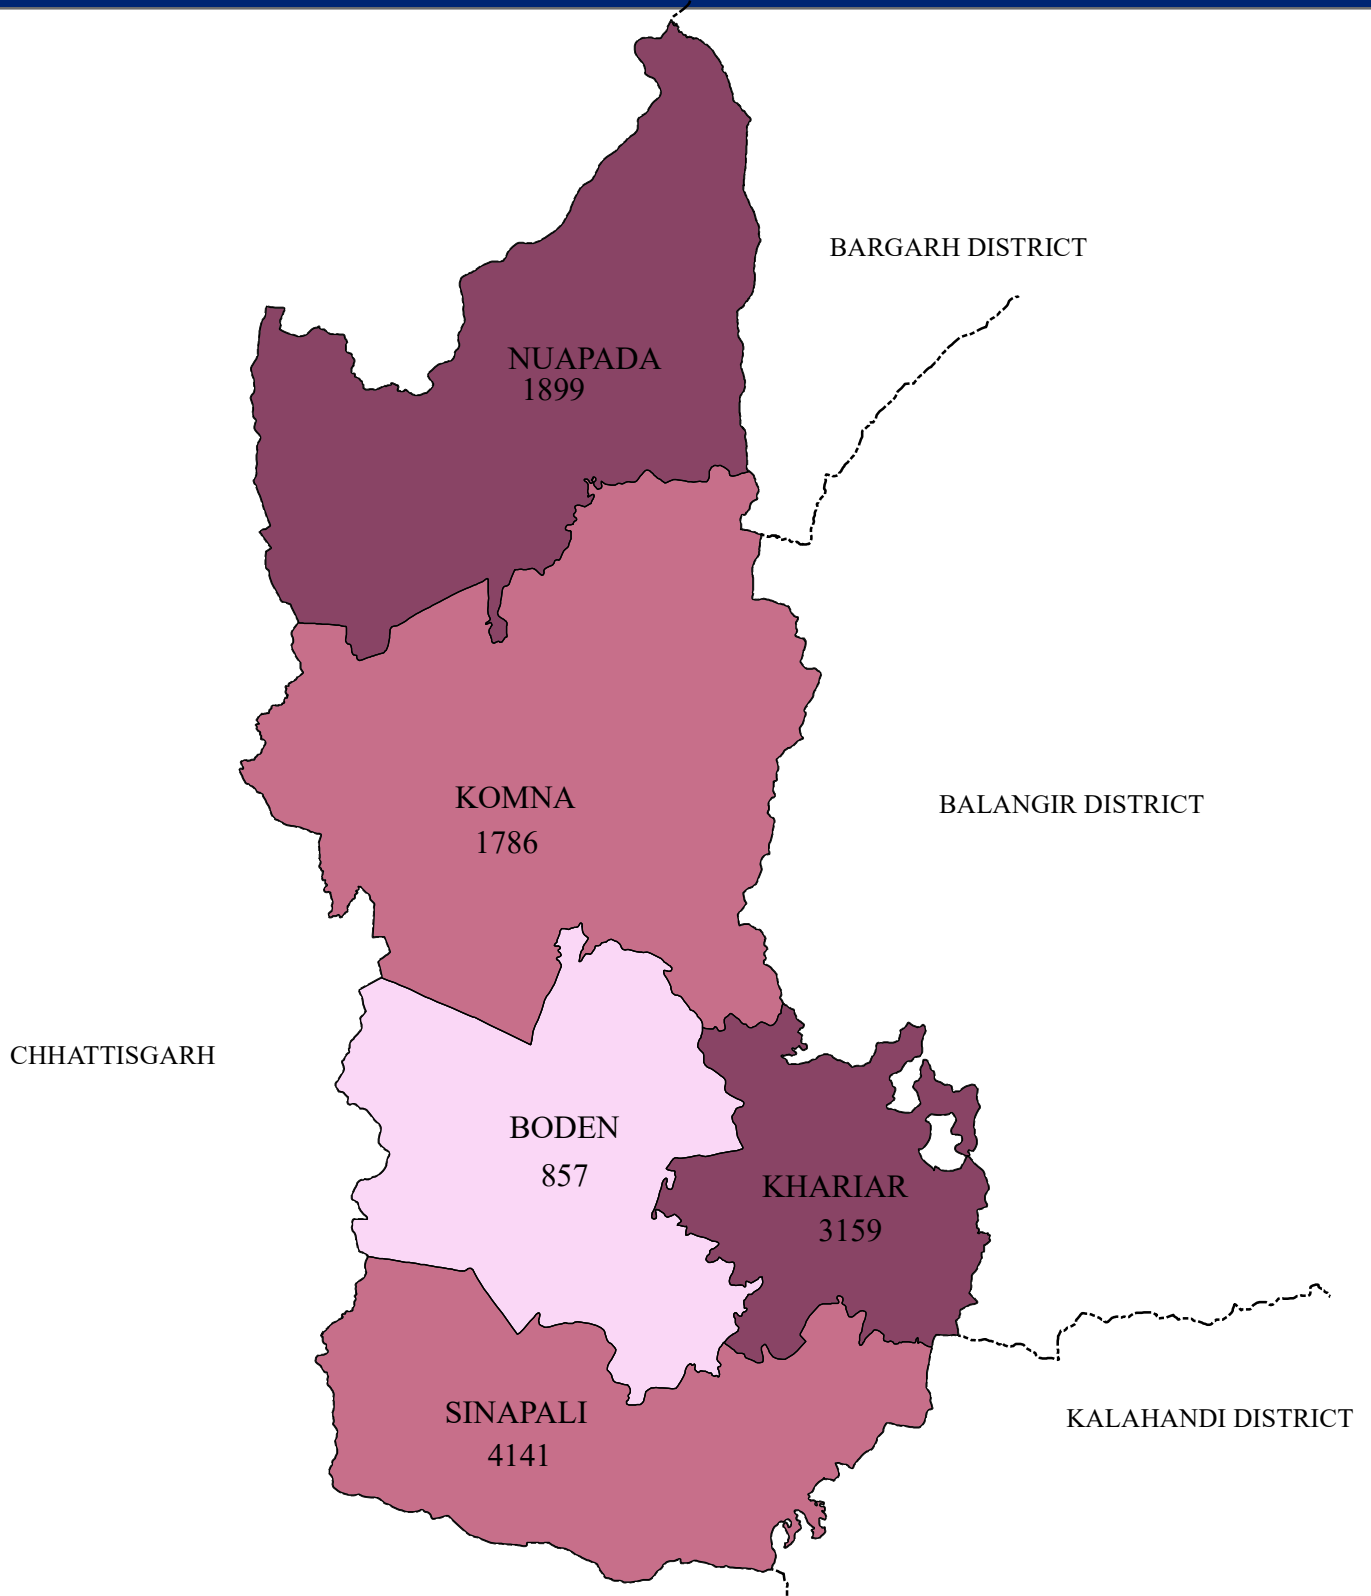 BARGARH DISTRICT
NUAPADA
1899
KOMNA
1786
BALANGIR DISTRICT
CHHATTISGARH
BODEN
857
KHARIAR
3159
SINAPALI
4141
KALAHANDI DISTRICT